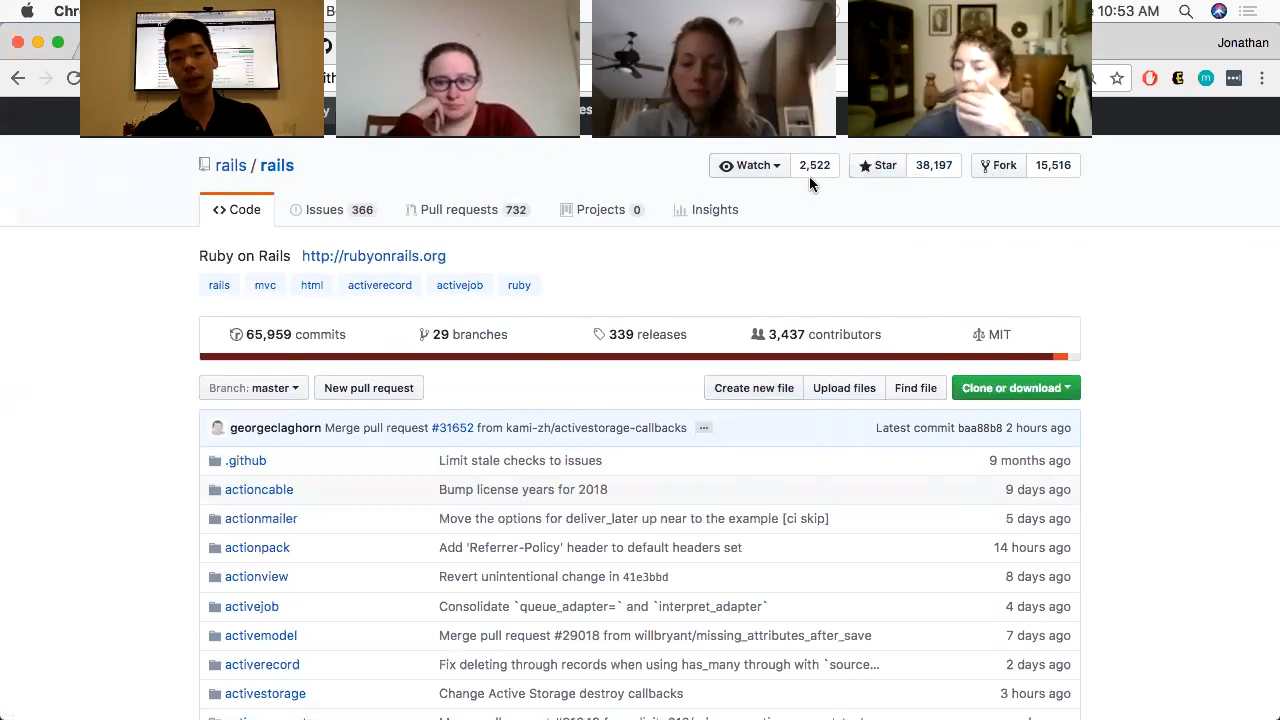 Chr
B
10:53 AM
Jonathan
ith
y
es
rails / rails
Watch 2,522 Star 38,197 Fork 15,516
Code Issues 366 Pull requests 732 Projects 0 Insights
Ruby on Rails http://rubyonrails.org
rails mvc html activerecord activejob ruby
65,959 commits 29 branches 339 releases 3,437 contributors MIT
Branch: master New pull request Create new file Upload files Find file Clone or download
georgeclaghorn Merge pull request #31652 from kami-zh/activestorage-callbacks ... Latest commit baa88b8 2 hours ago
.github Limit stale checks to issues 9 months ago
actioncable Bump license years for 2018 9 days ago
actionmailer Move the options for deliver_later up near to the example [ci skip] 5 days ago
actionpack Add 'Referrer-Policy' header to default headers set 14 hours ago
actionview Revert unintentional change in 41e3bbd 8 days ago
activejob Consolidate `queue_adapter=` and `interpret_adapter` 4 days ago
activemodel Merge pull request #29018 from willbryant/missing_attributes_after_save 7 days ago
activerecord Fix deleting through records when using has_many through with `source... 2 days ago
activestorage Change Active Storage destroy callbacks 3 hours ago